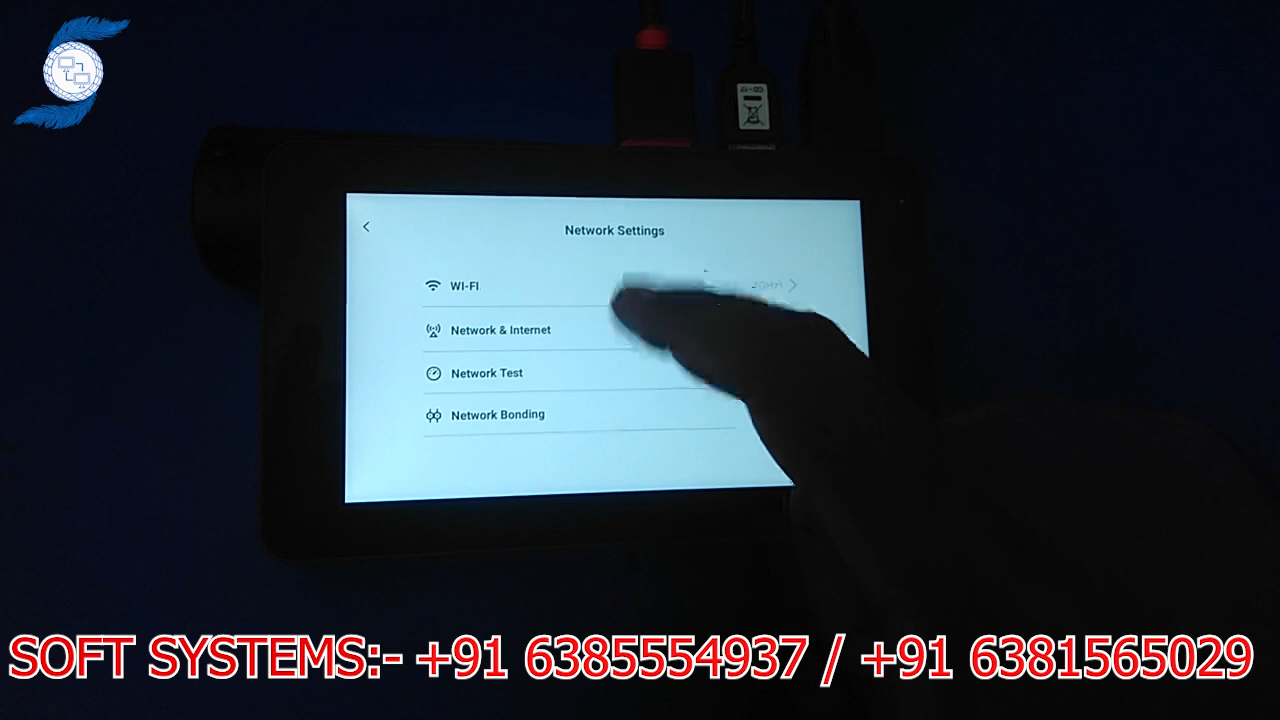 Network Settings
WI-FI
Network & Internet
Network Test
Network Bonding
SOFT SYSTEMS:- +91 6385554937 / +91 6381565029